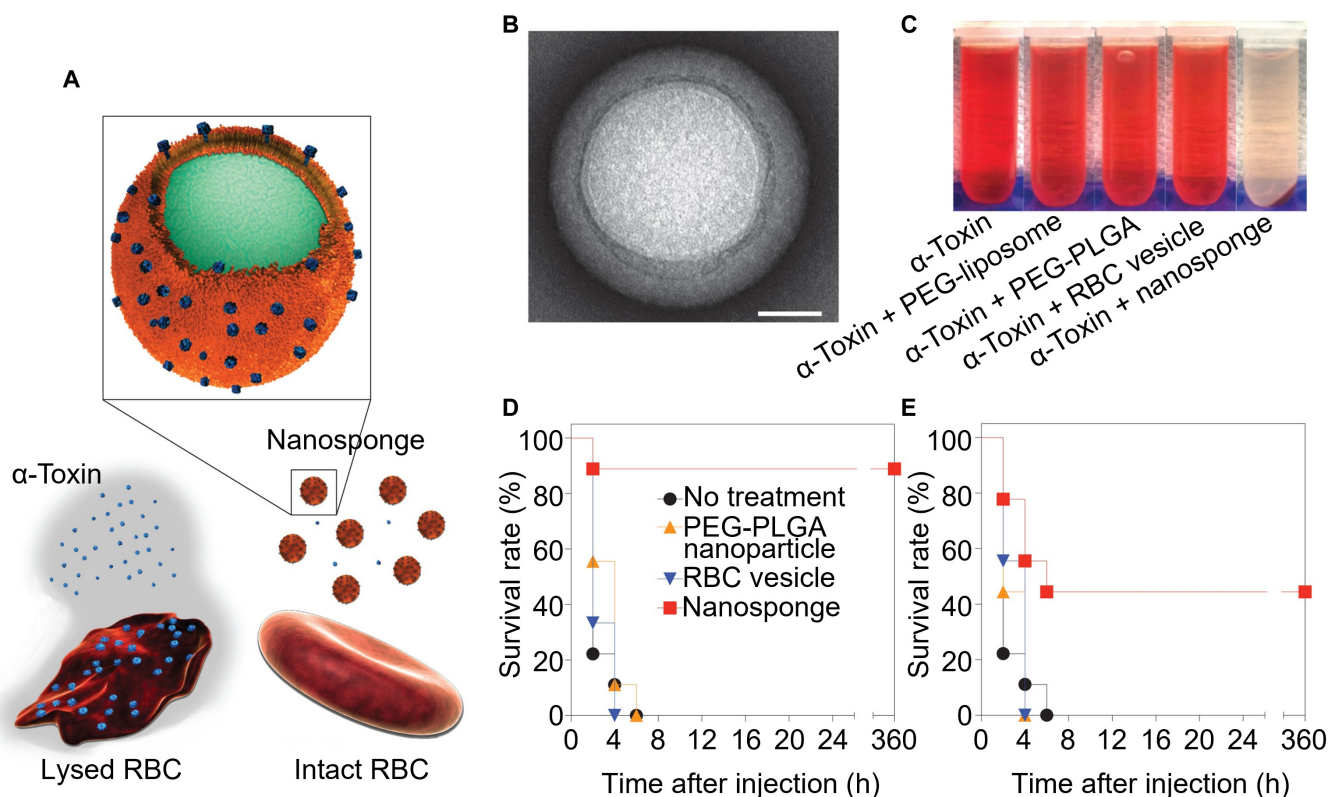 A
Nanosponge
α-Toxin
Lysed RBC
Intact RBC
B
C
α-Toxin
α-Toxin + PEG-liposome
α-Toxin + PEG-PLGA
α-Toxin + RBC vesicle
α-Toxin + nanosponge
D
Survival rate (%)
100
80
60
40
20
0
No treatment
PEG-PLGA
nanoparticle
RBC vesicle
Nanosponge
0 4 8 12 16 20 24 360
Time after injection (h)
E
Survival rate (%)
100
80
60
40
20
0
0 4 8 12 16 20 24 360
Time after injection (h)